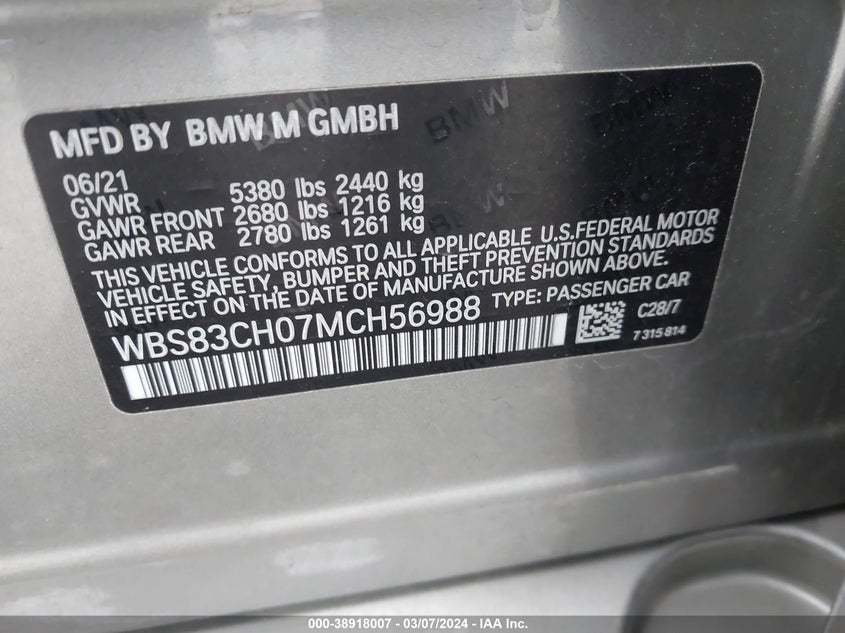 MFD BY BMW M GMBH
06/21
GVWR 5380 lbs 2440 kg
GAWR FRONT 2680 lbs 1216 kg
GAWR REAR 2780 lbs 1261 kg
THIS VEHICLE CONFORMS TO ALL APPLICABLE U.S.FEDERAL MOTOR
VEHICLE SAFETY, BUMPER AND THEFT PREVENTION STANDARDS
IN EFFECT ON THE DATE OF MANUFACTURE SHOWN ABOVE.
WBS83CH07MCH56988 TYPE: PASSENGER CAR
C28/7
7315814
BMW
000-38918007 - 03/07/2024 - IAA Inc.